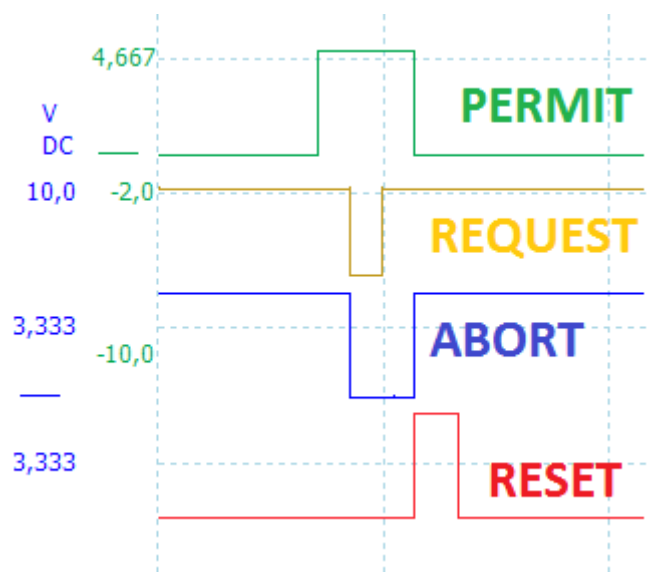 4,667
PERMIT
V
DC
10,0
-2,0
REQUEST
3,333
ABORT
-10,0
3,333
RESET